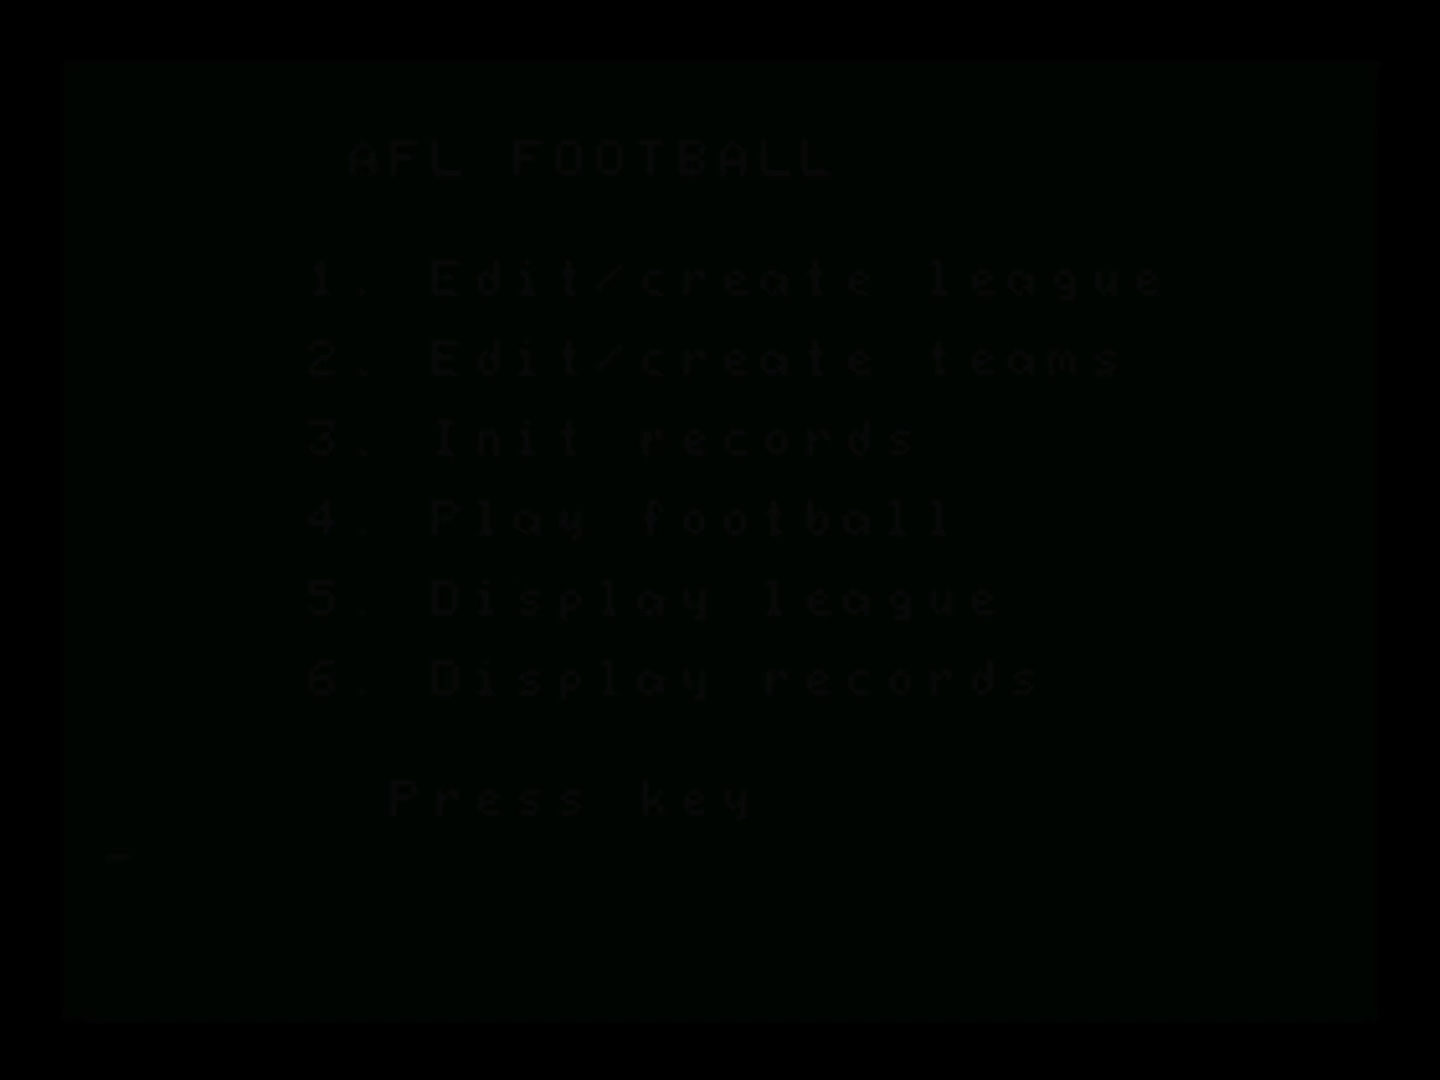 AFL FOOTBALL
1. Edit/create league
2. Edit/create teams
3. Init records
4. Play football
5. Display league
6. Display records
Press key